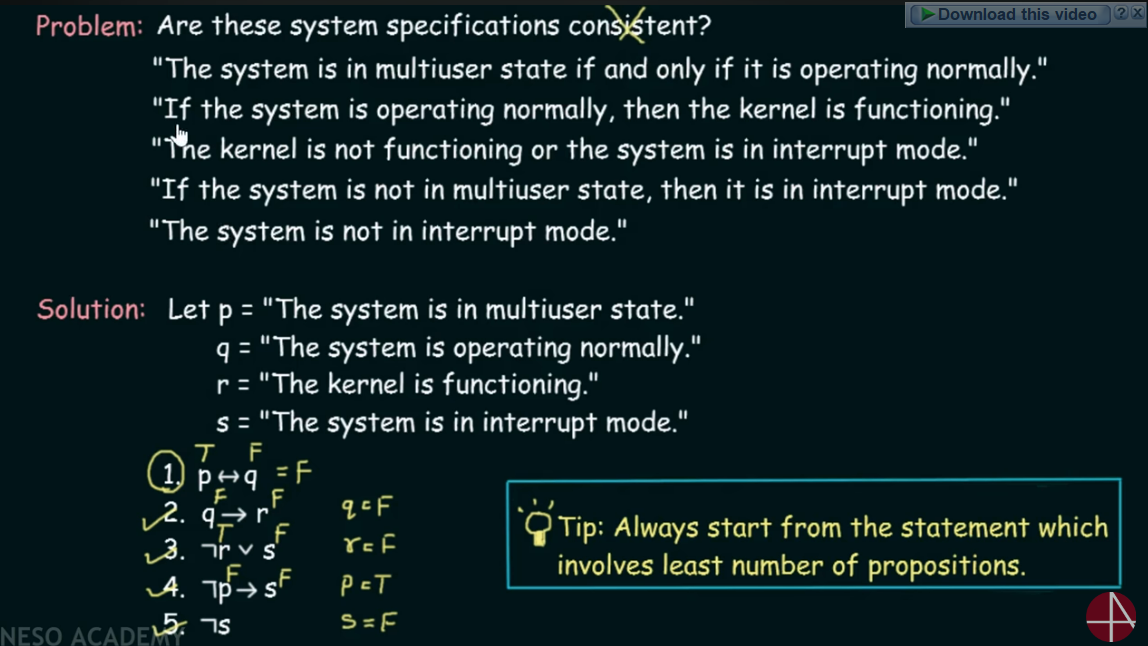 Download this video ? ×
Problem: Are these system specifications consistent?
"The system is in multiuser state if and only if it is operating normally."
"If the system is operating normally, then the kernel is functioning."
"The kernel is not functioning or the system is in interrupt mode."
"If the system is not in multiuser state, then it is in interrupt mode."
"The system is not in interrupt mode."
Solution: Let p = "The system is in multiuser state."
q = "The system is operating normally."
r = "The kernel is functioning."
s = "The system is in interrupt mode."
T F
1. p ↔ q = F
F F
2. q → r q = F
T F
3. ¬r ∨ s r = F
F F
4. ¬p → s p = T
5. ¬s s = F
Tip: Always start from the statement which
involves least number of propositions.
NESO ACADEMY